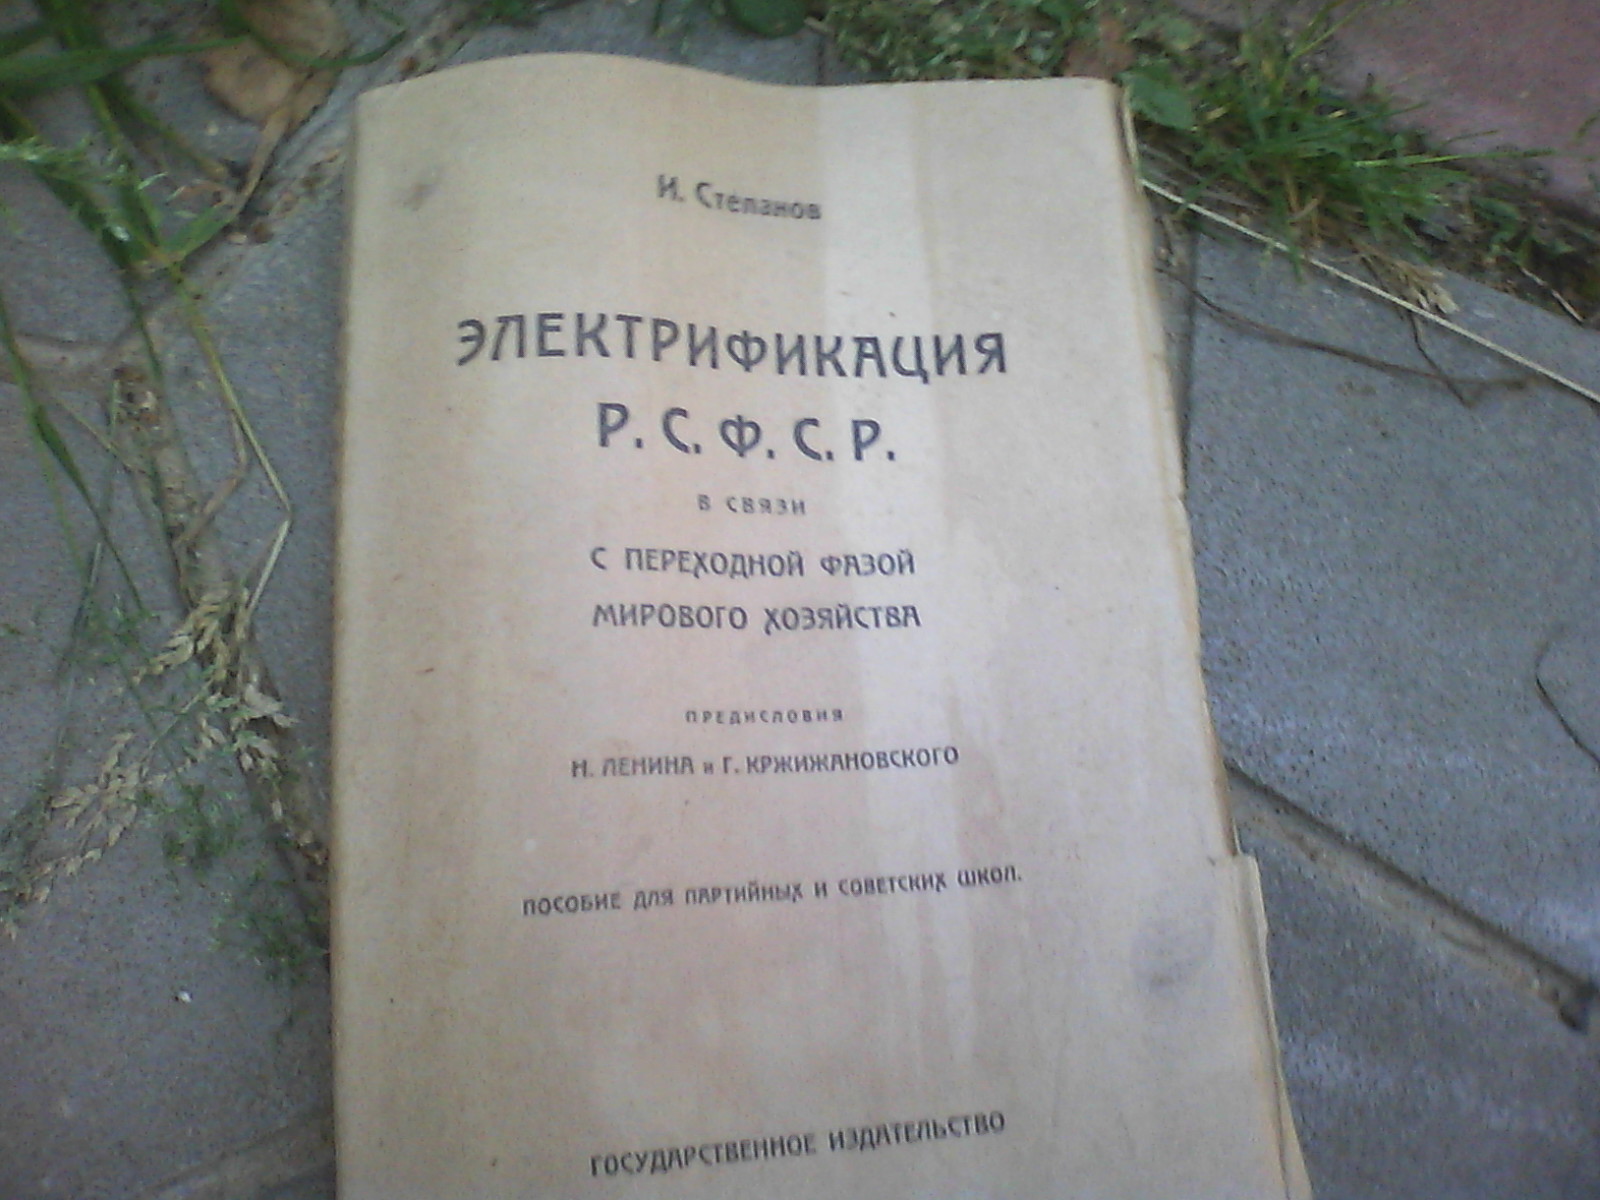 И. Степанов
ЭЛЕКТРИФИКАЦИЯ
Р. С. Ф. С. Р.
В СВЯЗИ
С ПЕРЕХОДНОЙ ФАЗОЙ
МИРОВОГО ХОЗЯЙСТВА
ПРЕДИСЛОВИЯ
Н. ЛЕНИНА и Г. КРЖИЖАНОВСКОГО
ПОСОБИЕ ДЛЯ ПАРТИЙНЫХ И СОВЕТСКИХ ШКОЛ.
ГОСУДАРСТВЕННОЕ ИЗДАТЕЛЬСТВО